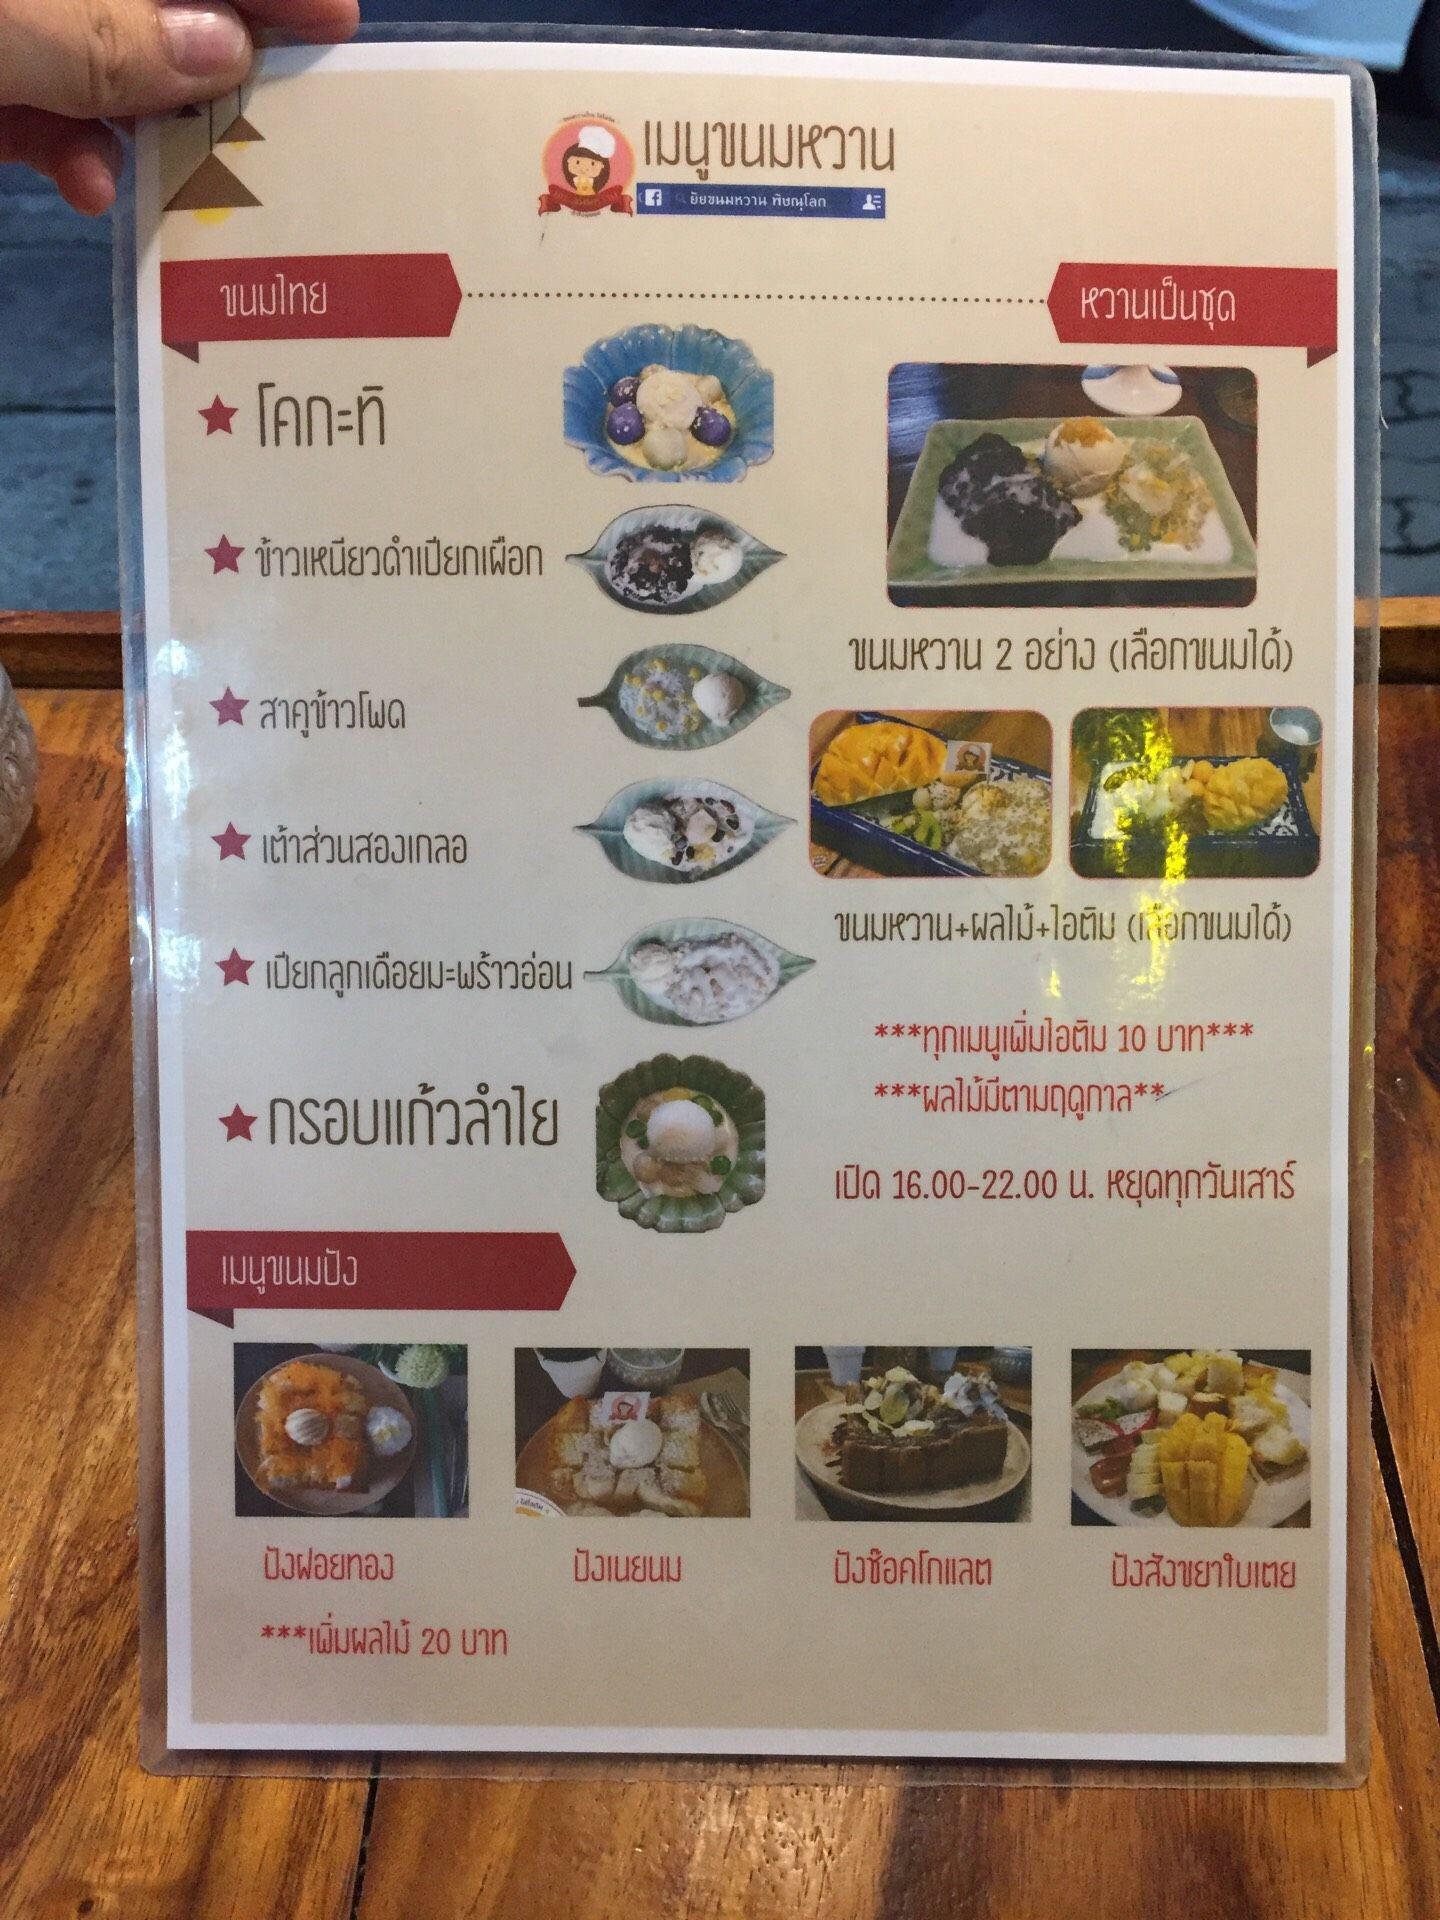 เมนูขนมหวาน
ยัยขนมหวาน พิษณุโลก
ขนมไทย
โคกะทิ
ข้าวเหนียวดำเปียกเผือก
สาคูข้าวโพด
เต้าส่วนสองเกลอ
เปียกลูกเดือยมะพร้าวอ่อน
กรอบแก้วลำไย
หวานเป็นชุด
ขนมหวาน 2 อย่าง (เลือกขนมได้)
ขนมหวาน+ผลไม้+ไอติม (เลือกขนมได้)
***ทุกเมนูเพิ่มไอติม 10 บาท***
***ผลไม้มีตามฤดูกาล**
เปิด 16.00-22.00 น. หยุดทุกวันเสาร์
เมนูขนมปัง
ปังฝอยทอง
ปังเนยนม
ปังช๊อคโกแลต
ปังสังขยาใบเตย
***เพิ่มผลไม้ 20 บาท